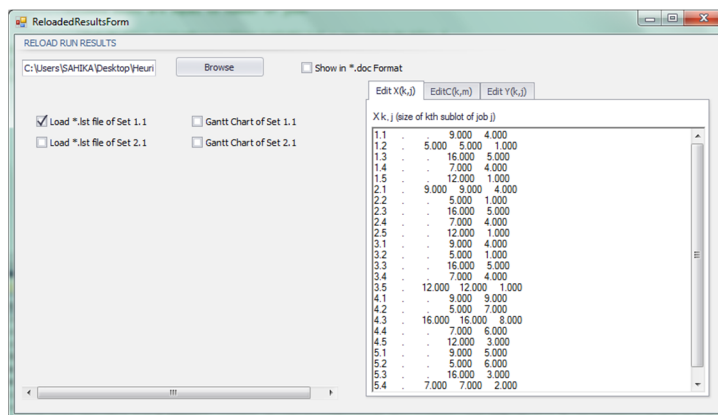 ReloadedResultsForm
RELOAD RUN RESULTS
C:\Users\SAHIKA\Desktop\Heuri
Browse
Show in *.doc Format
Load *.lst file of Set 1.1
Gantt Chart of Set 1.1
Load *.lst file of Set 2.1
Gantt Chart of Set 2.1
Edit X(k,j)
EditC(k,m)
Edit Y(k,j)
X k, j (size of kth sublot of job j)
1.1 . . 9.000 4.000
1.2 . 5.000 5.000 1.000
1.3 . . 16.000 5.000
1.4 . . 7.000 4.000
1.5 . . 12.000 1.000
2.1 . 9.000 9.000 4.000
2.2 . . 5.000 1.000
2.3 . . 16.000 5.000
2.4 . . 7.000 4.000
2.5 . . 12.000 1.000
3.1 . . 9.000 4.000
3.2 . . 5.000 1.000
3.3 . . 16.000 5.000
3.4 . . 7.000 4.000
3.5 . 12.000 12.000 1.000
4.1 . . 9.000 9.000
4.2 . . 5.000 7.000
4.3 . 16.000 16.000 8.000
4.4 . . 7.000 6.000
4.5 . . 12.000 3.000
5.1 . . 9.000 5.000
5.2 . . 5.000 6.000
5.3 . . 16.000 3.000
5.4 . 7.000 7.000 2.000